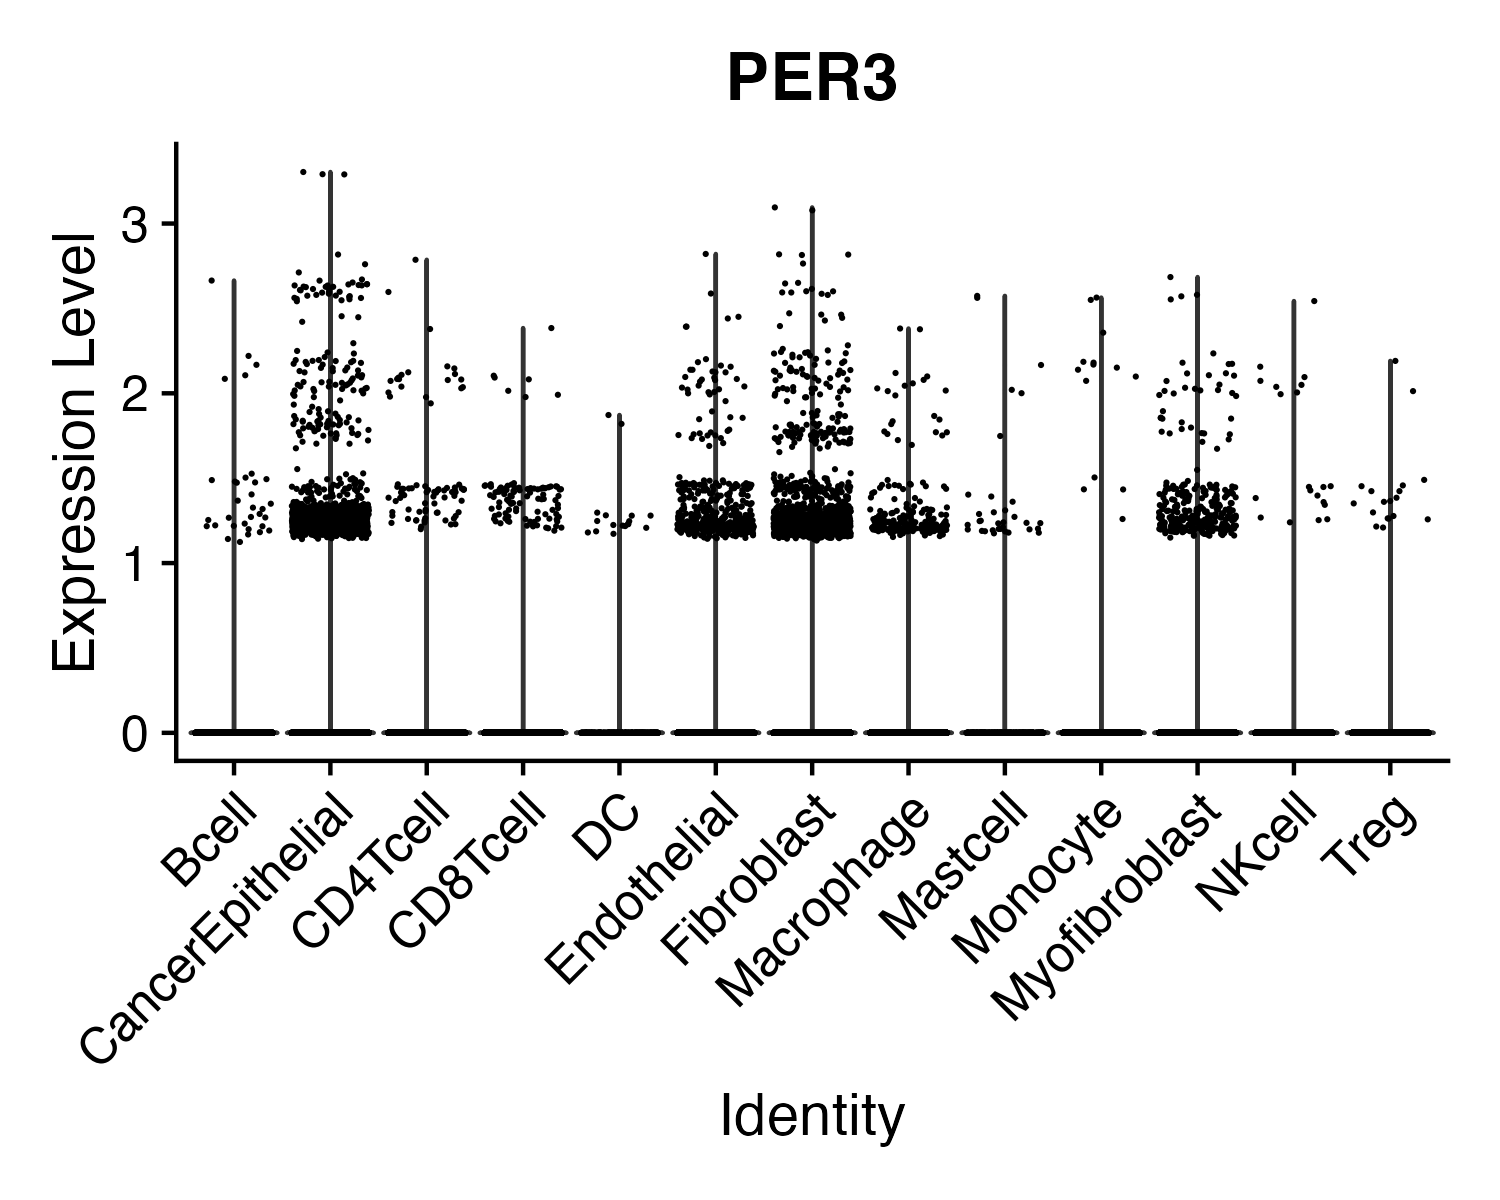 PER3
Expression Level
3
2
1
0
Bcell
CancerEpithelial
CD4Tcell
CD8Tcell
DC
Endothelial
Fibroblast
Macrophage
Mastcell
Monocyte
Myofibroblast
NKcell
Treg
Identity